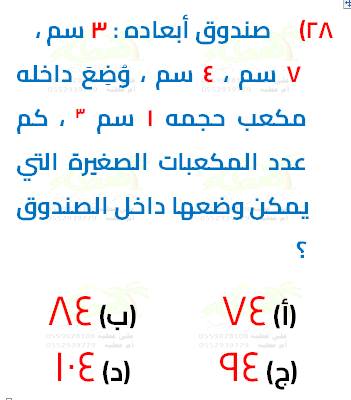 ٢٨) صندوق أبعاده : ٣ سم ،
٧ سم ، ٤ سم ، وُضِعَ داخله
مكعب حجمه ١ سم ٣ ، كم
عدد المكعبات الصغيرة التي
يمكن وضعها داخل الصندوق
؟
(أ) ٧٤ (ب) ٨٤
(ج) ٩٤ (د) ١٠٤